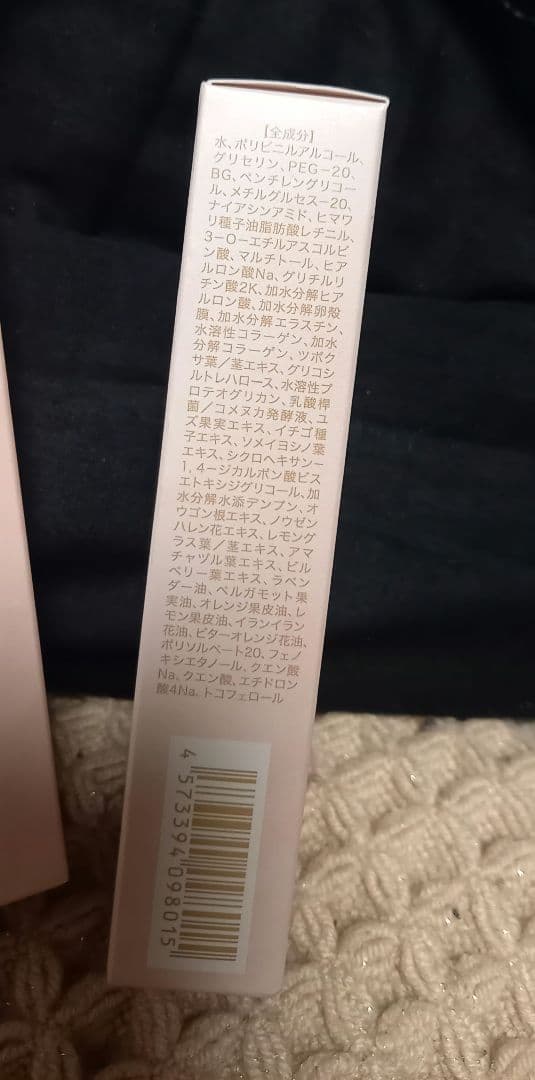 【全成分】
水、ポリビニルアルコール、
グリセリン、PEG-20、
BG、ペンチレングリコー
ル、メチルグルセス-20、
ナイアシンアミド、ヒマワ
リ種子油脂肪酸レチニル、
3-O-エチルアスコルビ
ン酸、マルチトール、ヒア
ルロン酸Na、グリチルリ
チン酸2K、加水分解ヒア
ルロン酸、加水分解卵殻
膜、加水分解エラスチン、
水溶性コラーゲン、加水
分解コラーゲン、ツボク
サ葉/茎エキス、グリコシ
ルトレハロース、水溶性プ
ロテオグリカン、乳酸桿
菌/コメヌカ発酵液、ユ
ズ果実エキス、イチゴ種
子エキス、ソメイヨシノ葉
エキス、シクロヘキサン-
1,4-ジカルボン酸ビス
エトキシジグリコール、加
水分解水添デンプン、オ
ウゴン根エキス、ノウゼン
ハレン花エキス、レモング
ラス葉/茎エキス、アマ
チャヅル葉エキス、ビル
ベリー葉エキス、ラベン
ダー油、ベルガモット果
実油、オレンジ果皮油、レ
モン果皮油、イランイラン
花油、ビターオレンジ花油、
ポリソルベート20、フェノ
キシエタノール、クエン酸
Na、クエン酸、エチドロン
酸4Na、トコフェロール
4573394098015